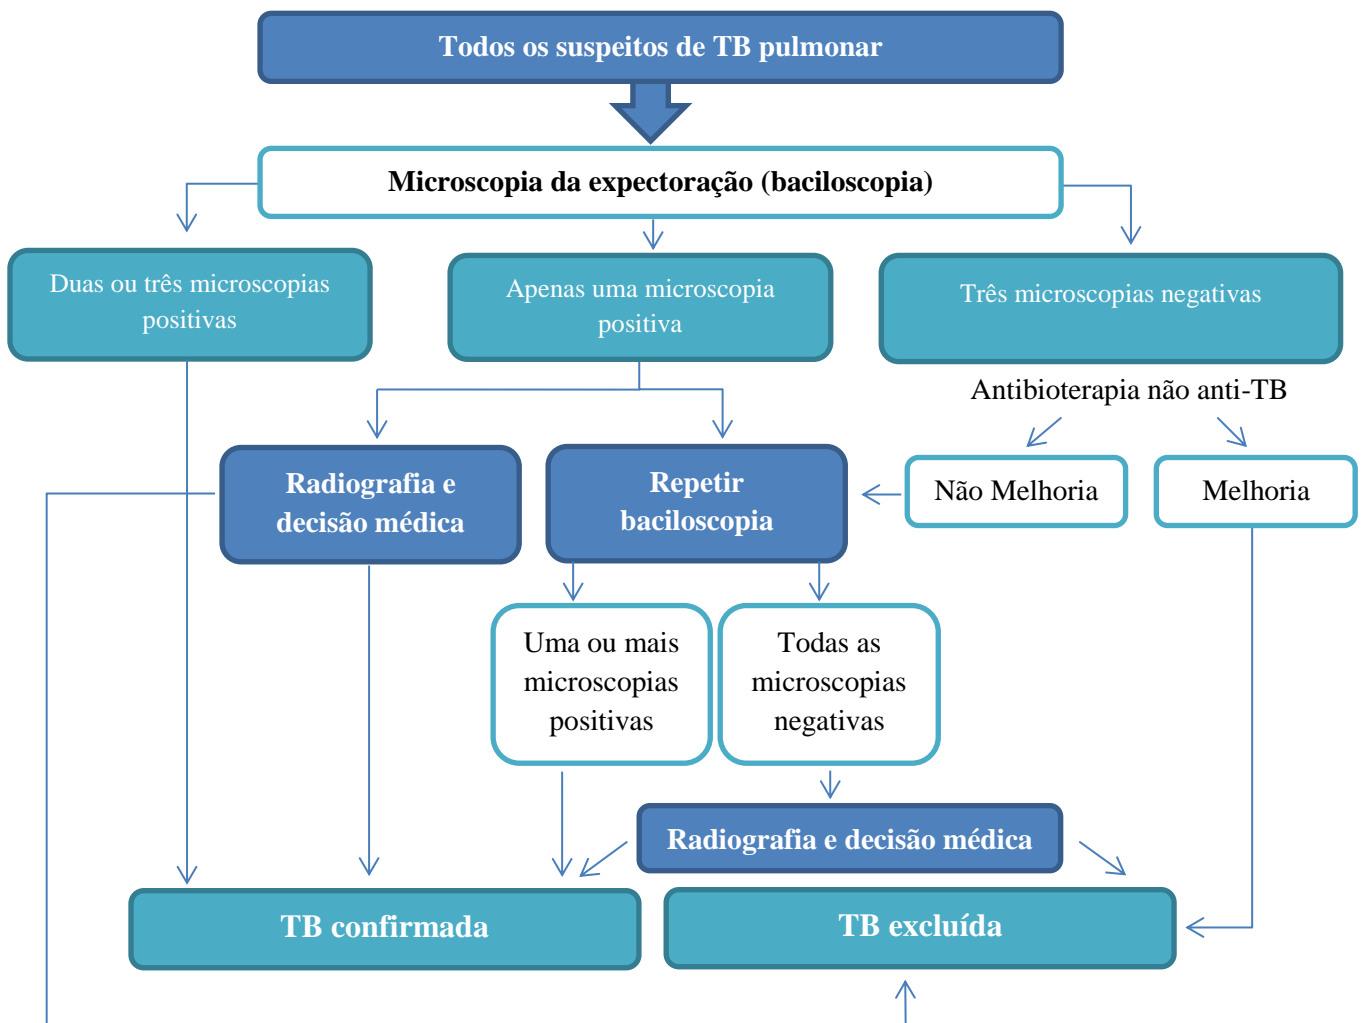 Todos os suspeitos de TB pulmonar
Microscopia da expectoração (baciloscopia)
Duas ou três microscopias
positivas
Apenas uma microscopia
positiva
Três microscopias negativas
Antibioterapia não anti-TB
Radiografia e
decisão médica
Repetir
baciloscopia
Não Melhoria
Melhoria
Uma ou mais
microscopias
positivas
Todas as
microscopias
negativas
Radiografia e decisão médica
TB confirmada
TB excluída